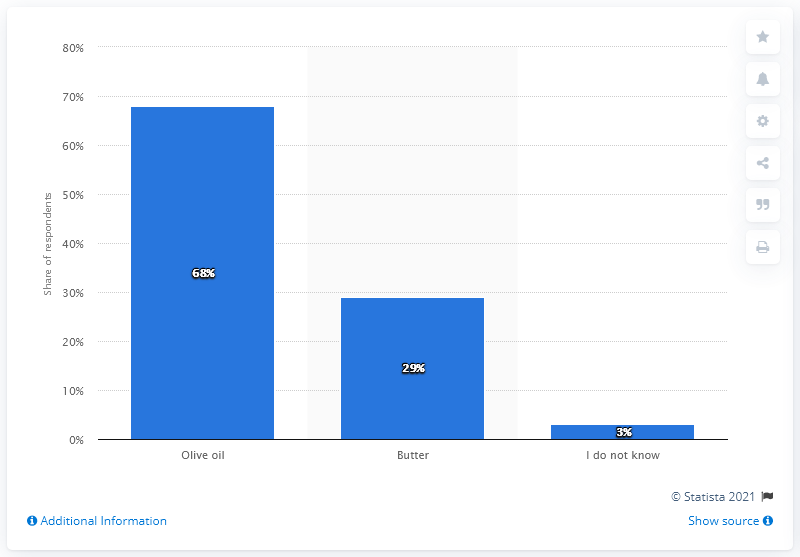 80%
70%
60%
50%
40%
30%
20%
10%
0%
Share of respondents
68%
29%
3%
Olive oil
Butter
I do not know
© Statista 2021
Additional Information
Show source